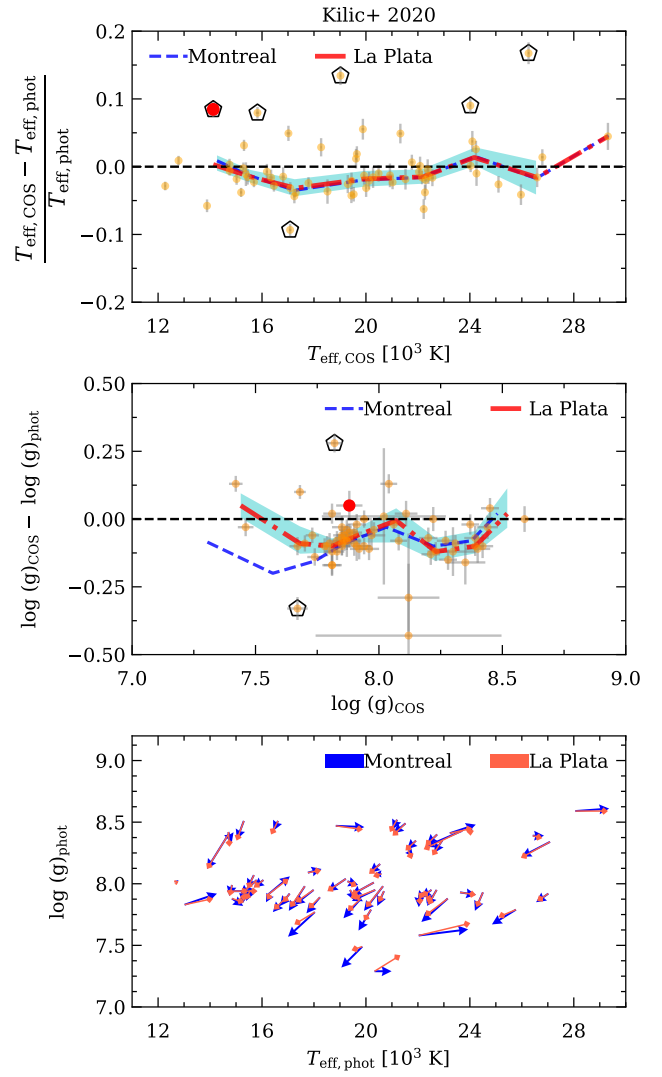 Kilic+ 2020
0.2
0.1
0.0
−0.1
−0.2
Montreal
La Plata
T_eff, COS − T_eff, phot
T_eff, phot
12 16 20 24 28
T_eff, COS [10³ K]
0.50
0.25
0.00
−0.25
−0.50
Montreal
La Plata
log (g)_COS − log (g)_phot
7.0 7.5 8.0 8.5 9.0
log (g)_COS
9.0
8.5
8.0
7.5
7.0
Montreal
La Plata
log (g)_phot
12 16 20 24 28
T_eff, phot [10³ K]